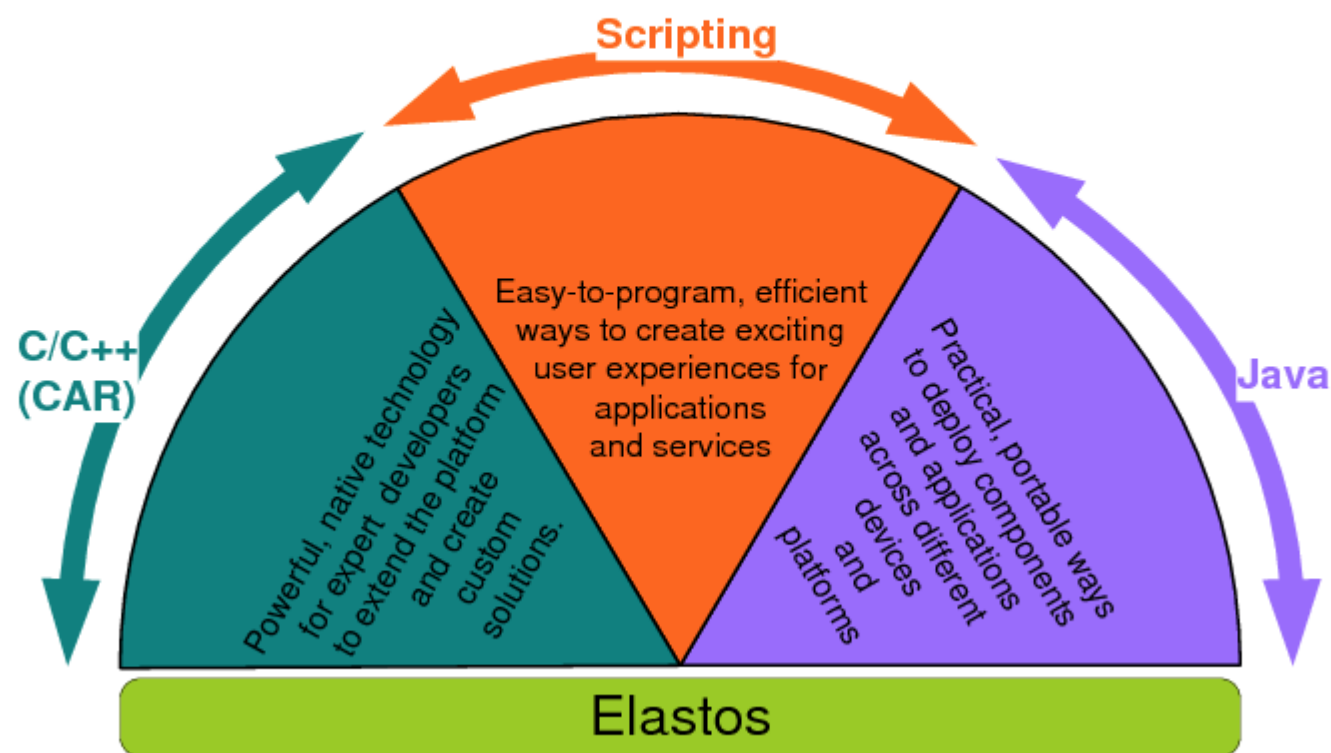 Scripting
C/C++
(CAR)
Powerful, native technology
for expert developers
to extend the platform
and create
custom
solutions.
Easy-to-program, efficient
ways to create exciting
user experiences for
applications
and services
Practical, portable ways
to deploy components
and applications
across different
devices
and
platforms
Java
Elastos